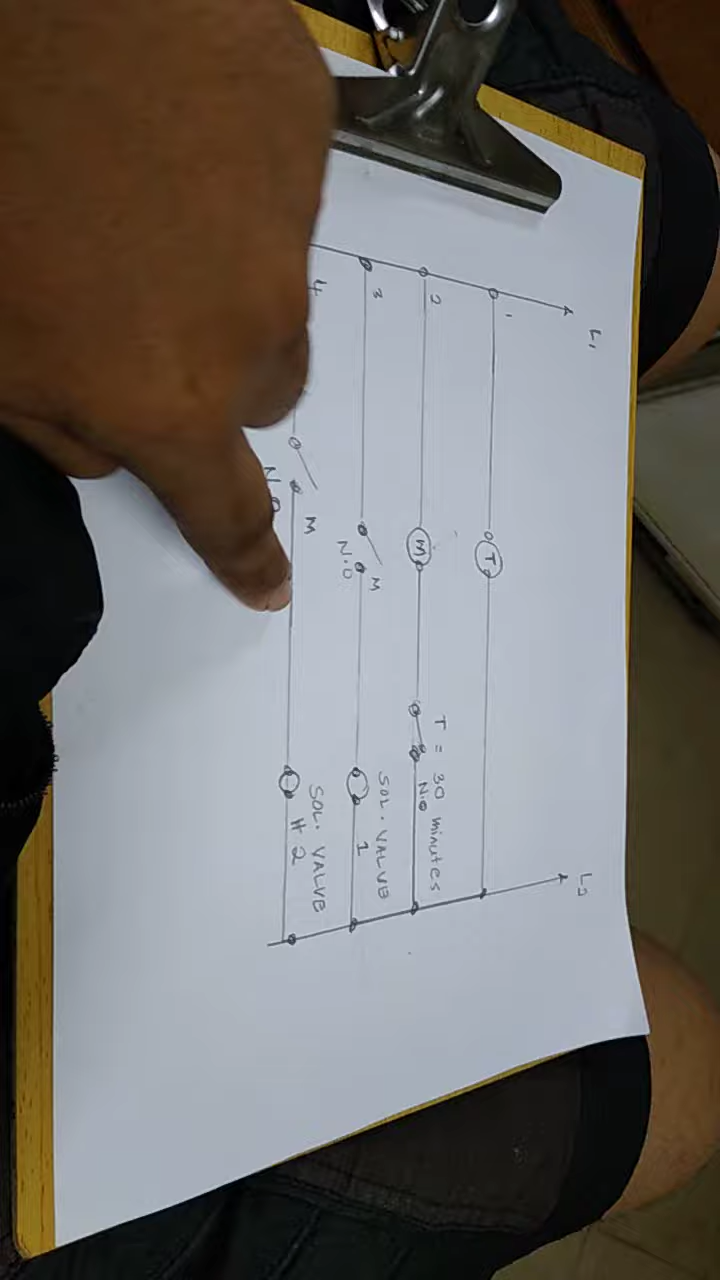 L1
L2
1
T
2
M
T = 30 minutes
N.O
3
M
N.O
SOL. VALVE
1
4
M
N.O
SOL. VALVE
# 2